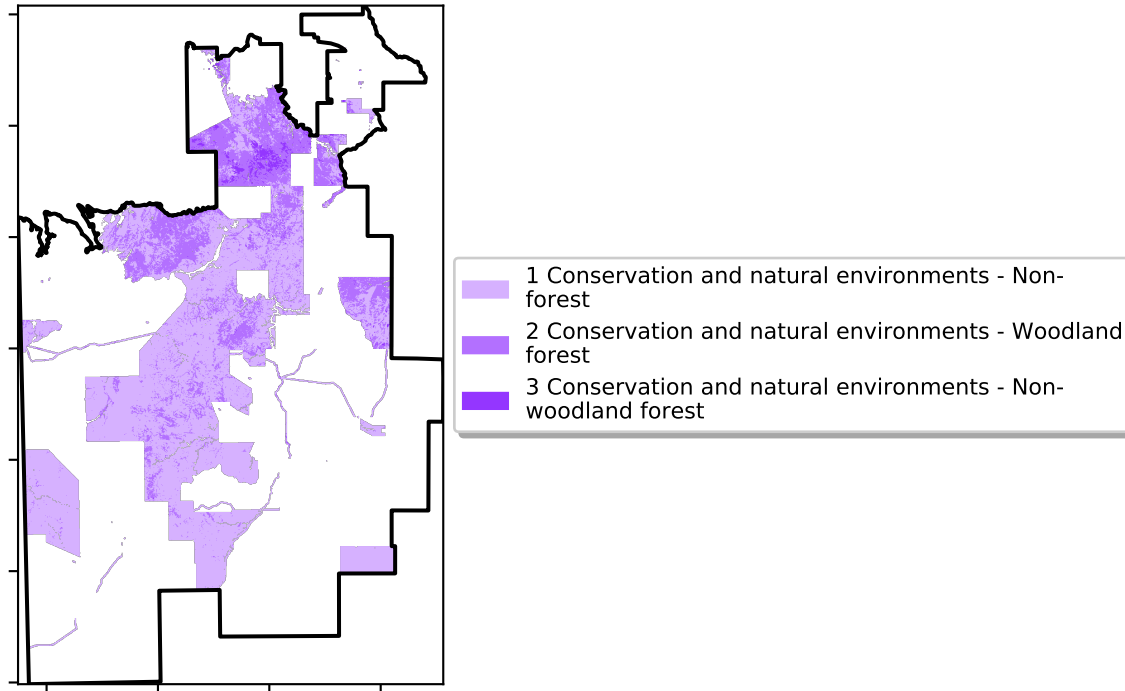 1 Conservation and natural environments - Non-
forest
2 Conservation and natural environments - Woodland
forest
3 Conservation and natural environments - Non-
woodland forest